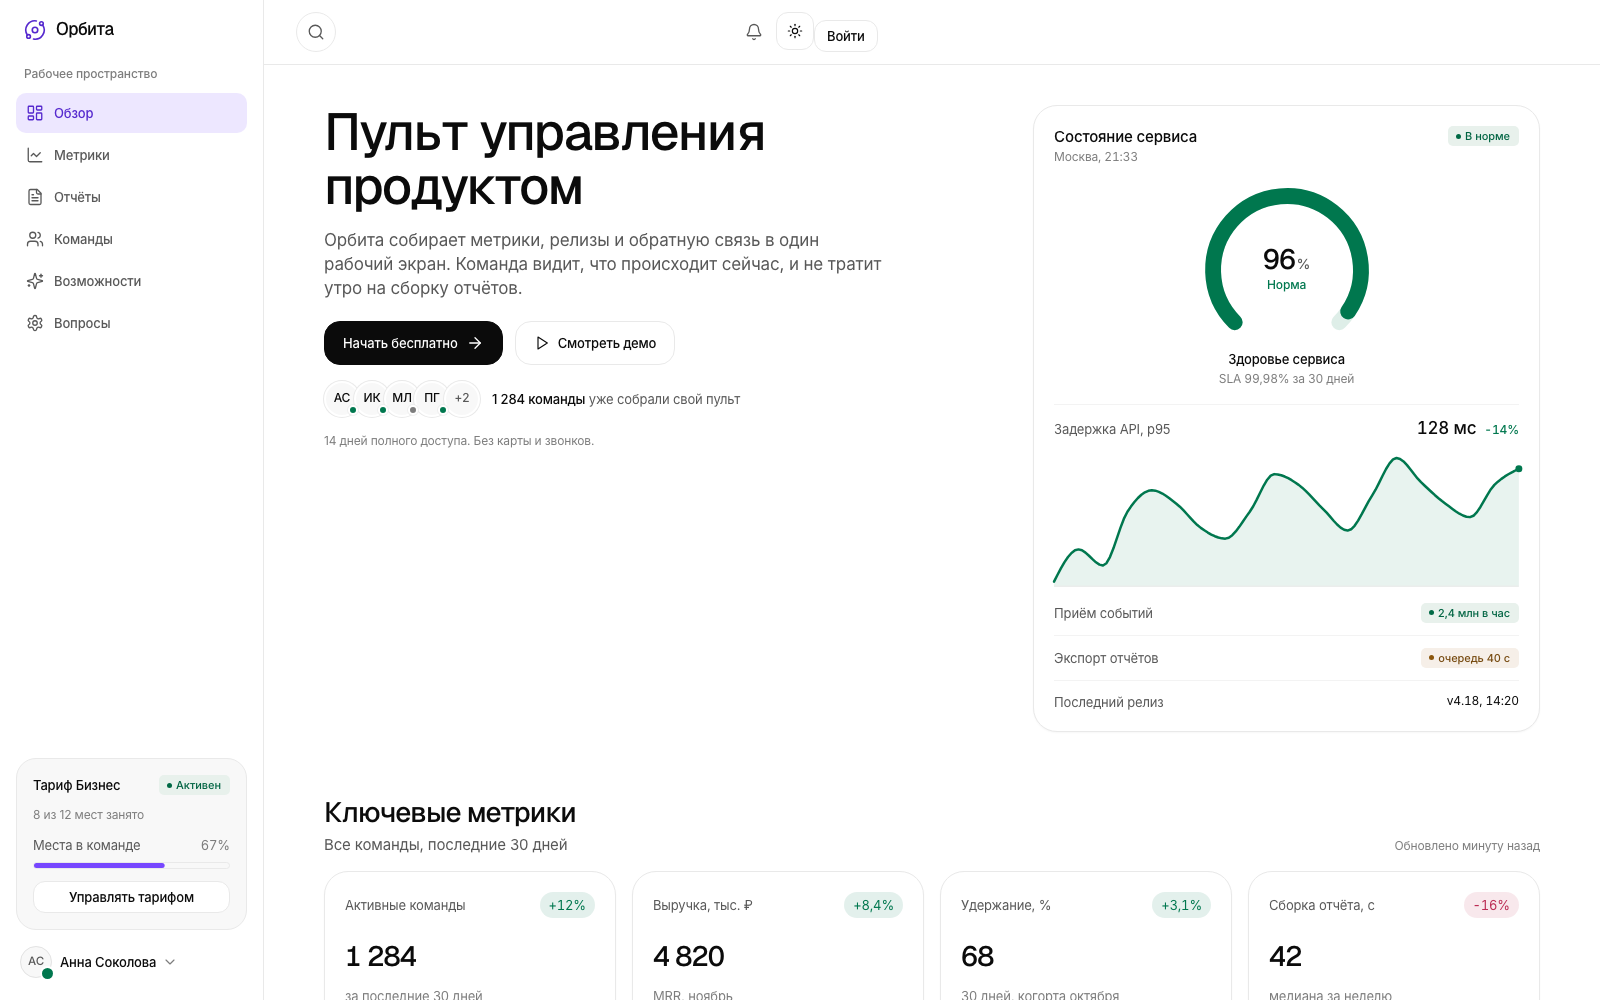 Орбита
Рабочее пространство
Обзор
Метрики
Отчёты
Команды
Возможности
Вопросы
Тариф Бизнес
Активен
8 из 12 мест занято
Места в команде 67%
Управлять тарифом
АС Анна Соколова
Войти
Пульт управления
продуктом
Орбита собирает метрики, релизы и обратную связь в один
рабочий экран. Команда видит, что происходит сейчас, и не тратит
утро на сборку отчётов.
Начать бесплатно
Смотреть демо
АС ИК МЛ ПГ +2 1 284 команды уже собрали свой пульт
14 дней полного доступа. Без карты и звонков.
Состояние сервиса
В норме
Москва, 21:33
96%
Норма
Здоровье сервиса
SLA 99,98% за 30 дней
Задержка API, p95 128 мс -14%
Приём событий 2,4 млн в час
Экспорт отчётов очередь 40 с
Последний релиз v4.18, 14:20
Ключевые метрики
Все команды, последние 30 дней
Обновлено минуту назад
Активные команды +12%
1 284
за последние 30 дней
Выручка, тыс. ₽ +8,4%
4 820
MRR, ноябрь
Удержание, % +3,1%
68
30 дней, когорта октября
Сборка отчёта, с -16%
42
медиана за неделю